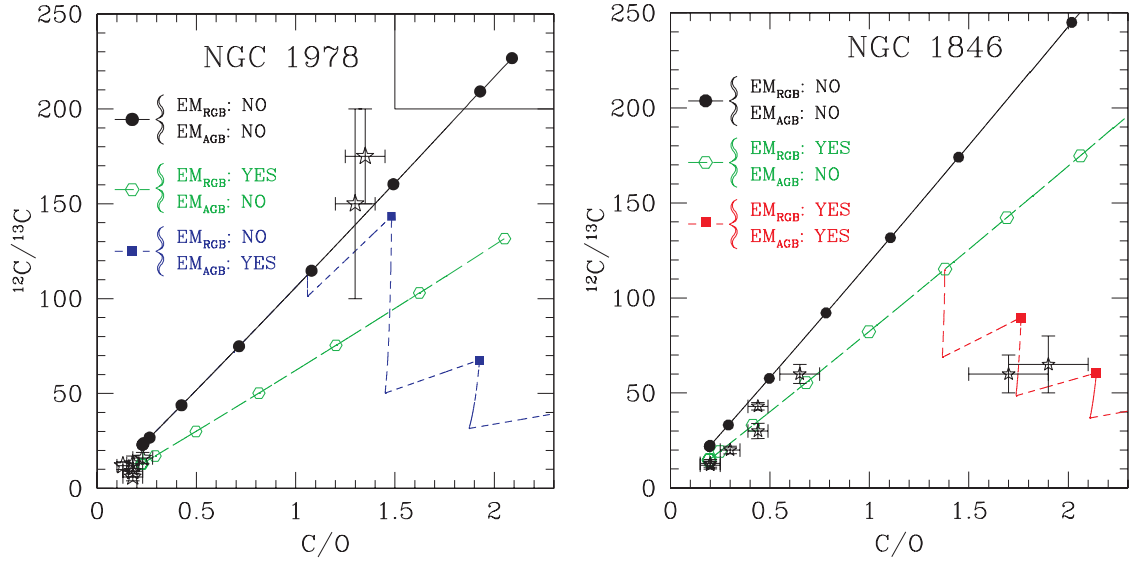 NGC 1978
EM_RGB: NO
EM_AGB: NO
EM_RGB: YES
EM_AGB: NO
EM_RGB: NO
EM_AGB: YES
250
200
150
100
50
0
0
0.5
1
1.5
2
¹²C/¹³C
C/O
NGC 1846
EM_RGB: NO
EM_AGB: NO
EM_RGB: YES
EM_AGB: NO
EM_RGB: YES
EM_AGB: YES
250
200
150
100
50
0
0
0.5
1
1.5
2
¹²C/¹³C
C/O